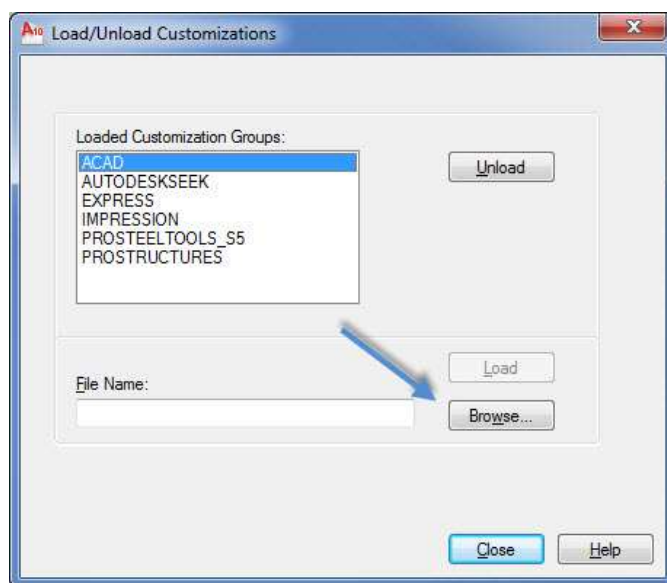 A10 Load/Unload Customizations
Loaded Customization Groups:
ACAD
AUTODESKSEEK
EXPRESS
IMPRESSION
PROSTEELTOOLS_S5
PROSTRUCTURES
Unload
Load
File Name:
Browse...
Close
Help